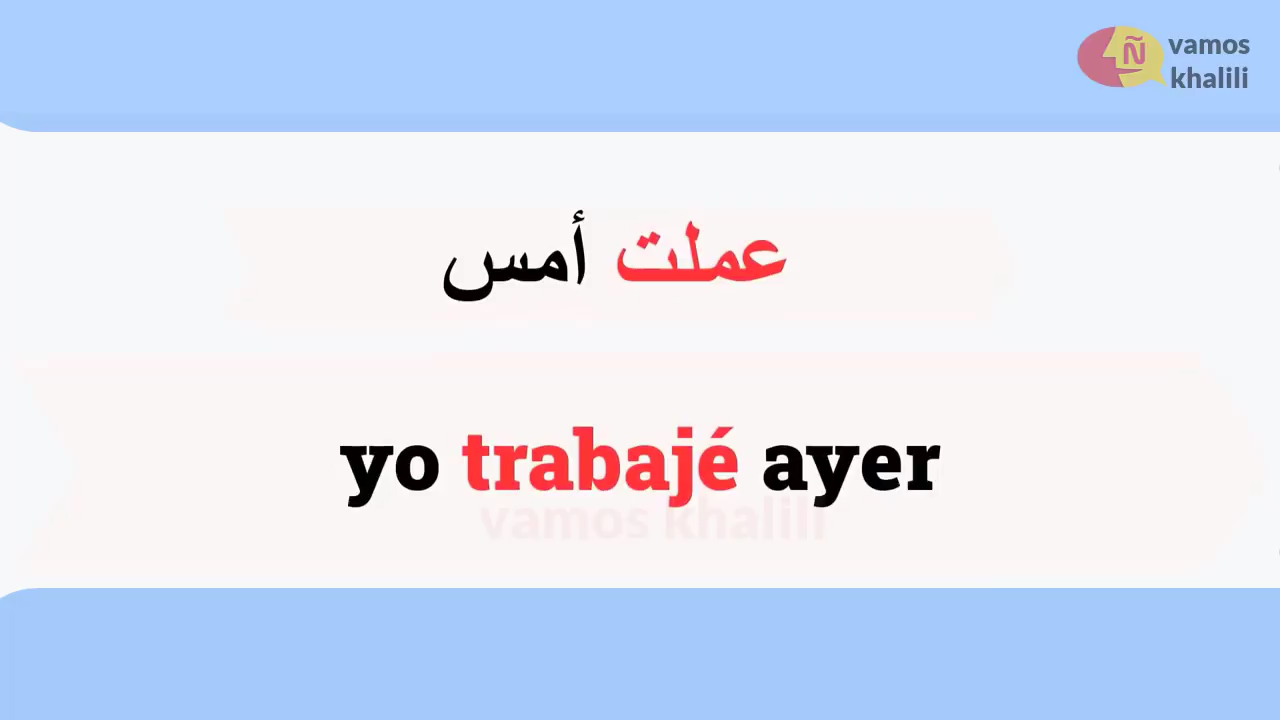 Ñ
vamos
khalili
عملت أمس
yo trabajé ayer
vamos khalili